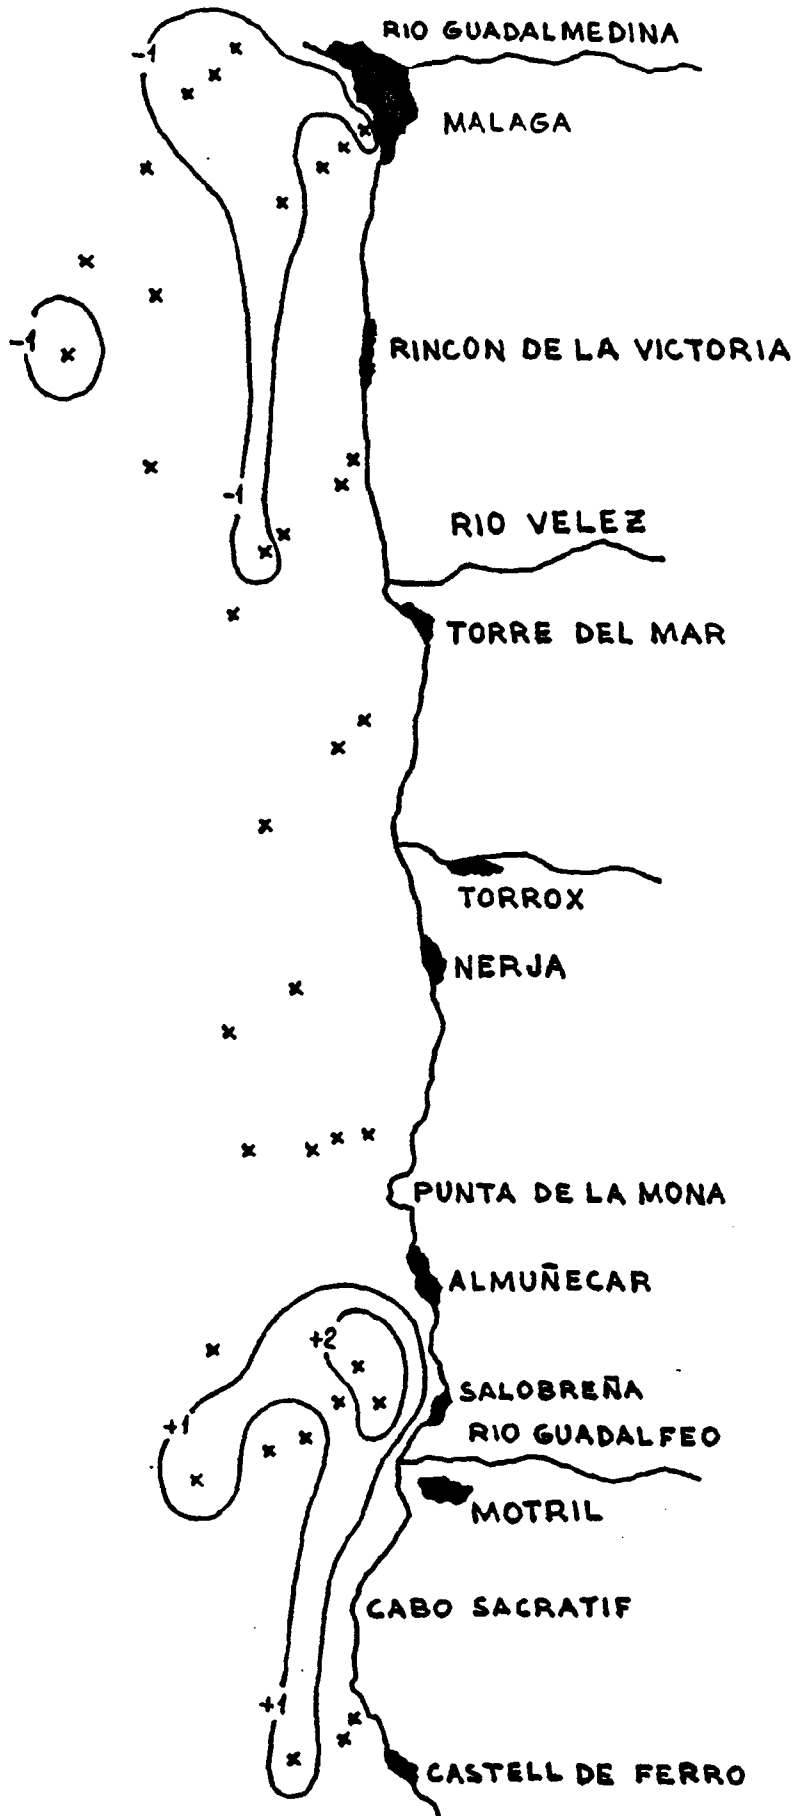 RIO GUADALMEDINA
-1
MALAGA
-1
RINCON DE LA VICTORIA
-1
RIO VELEZ
TORRE DEL MAR
TORROX
NERJA
PUNTA DE LA MONA
ALMUÑECAR
+2
SALOBREÑA
+1
RIO GUADALFEO
MOTRIL
CABO SACRATIF
+1
CASTELL DE FERRO